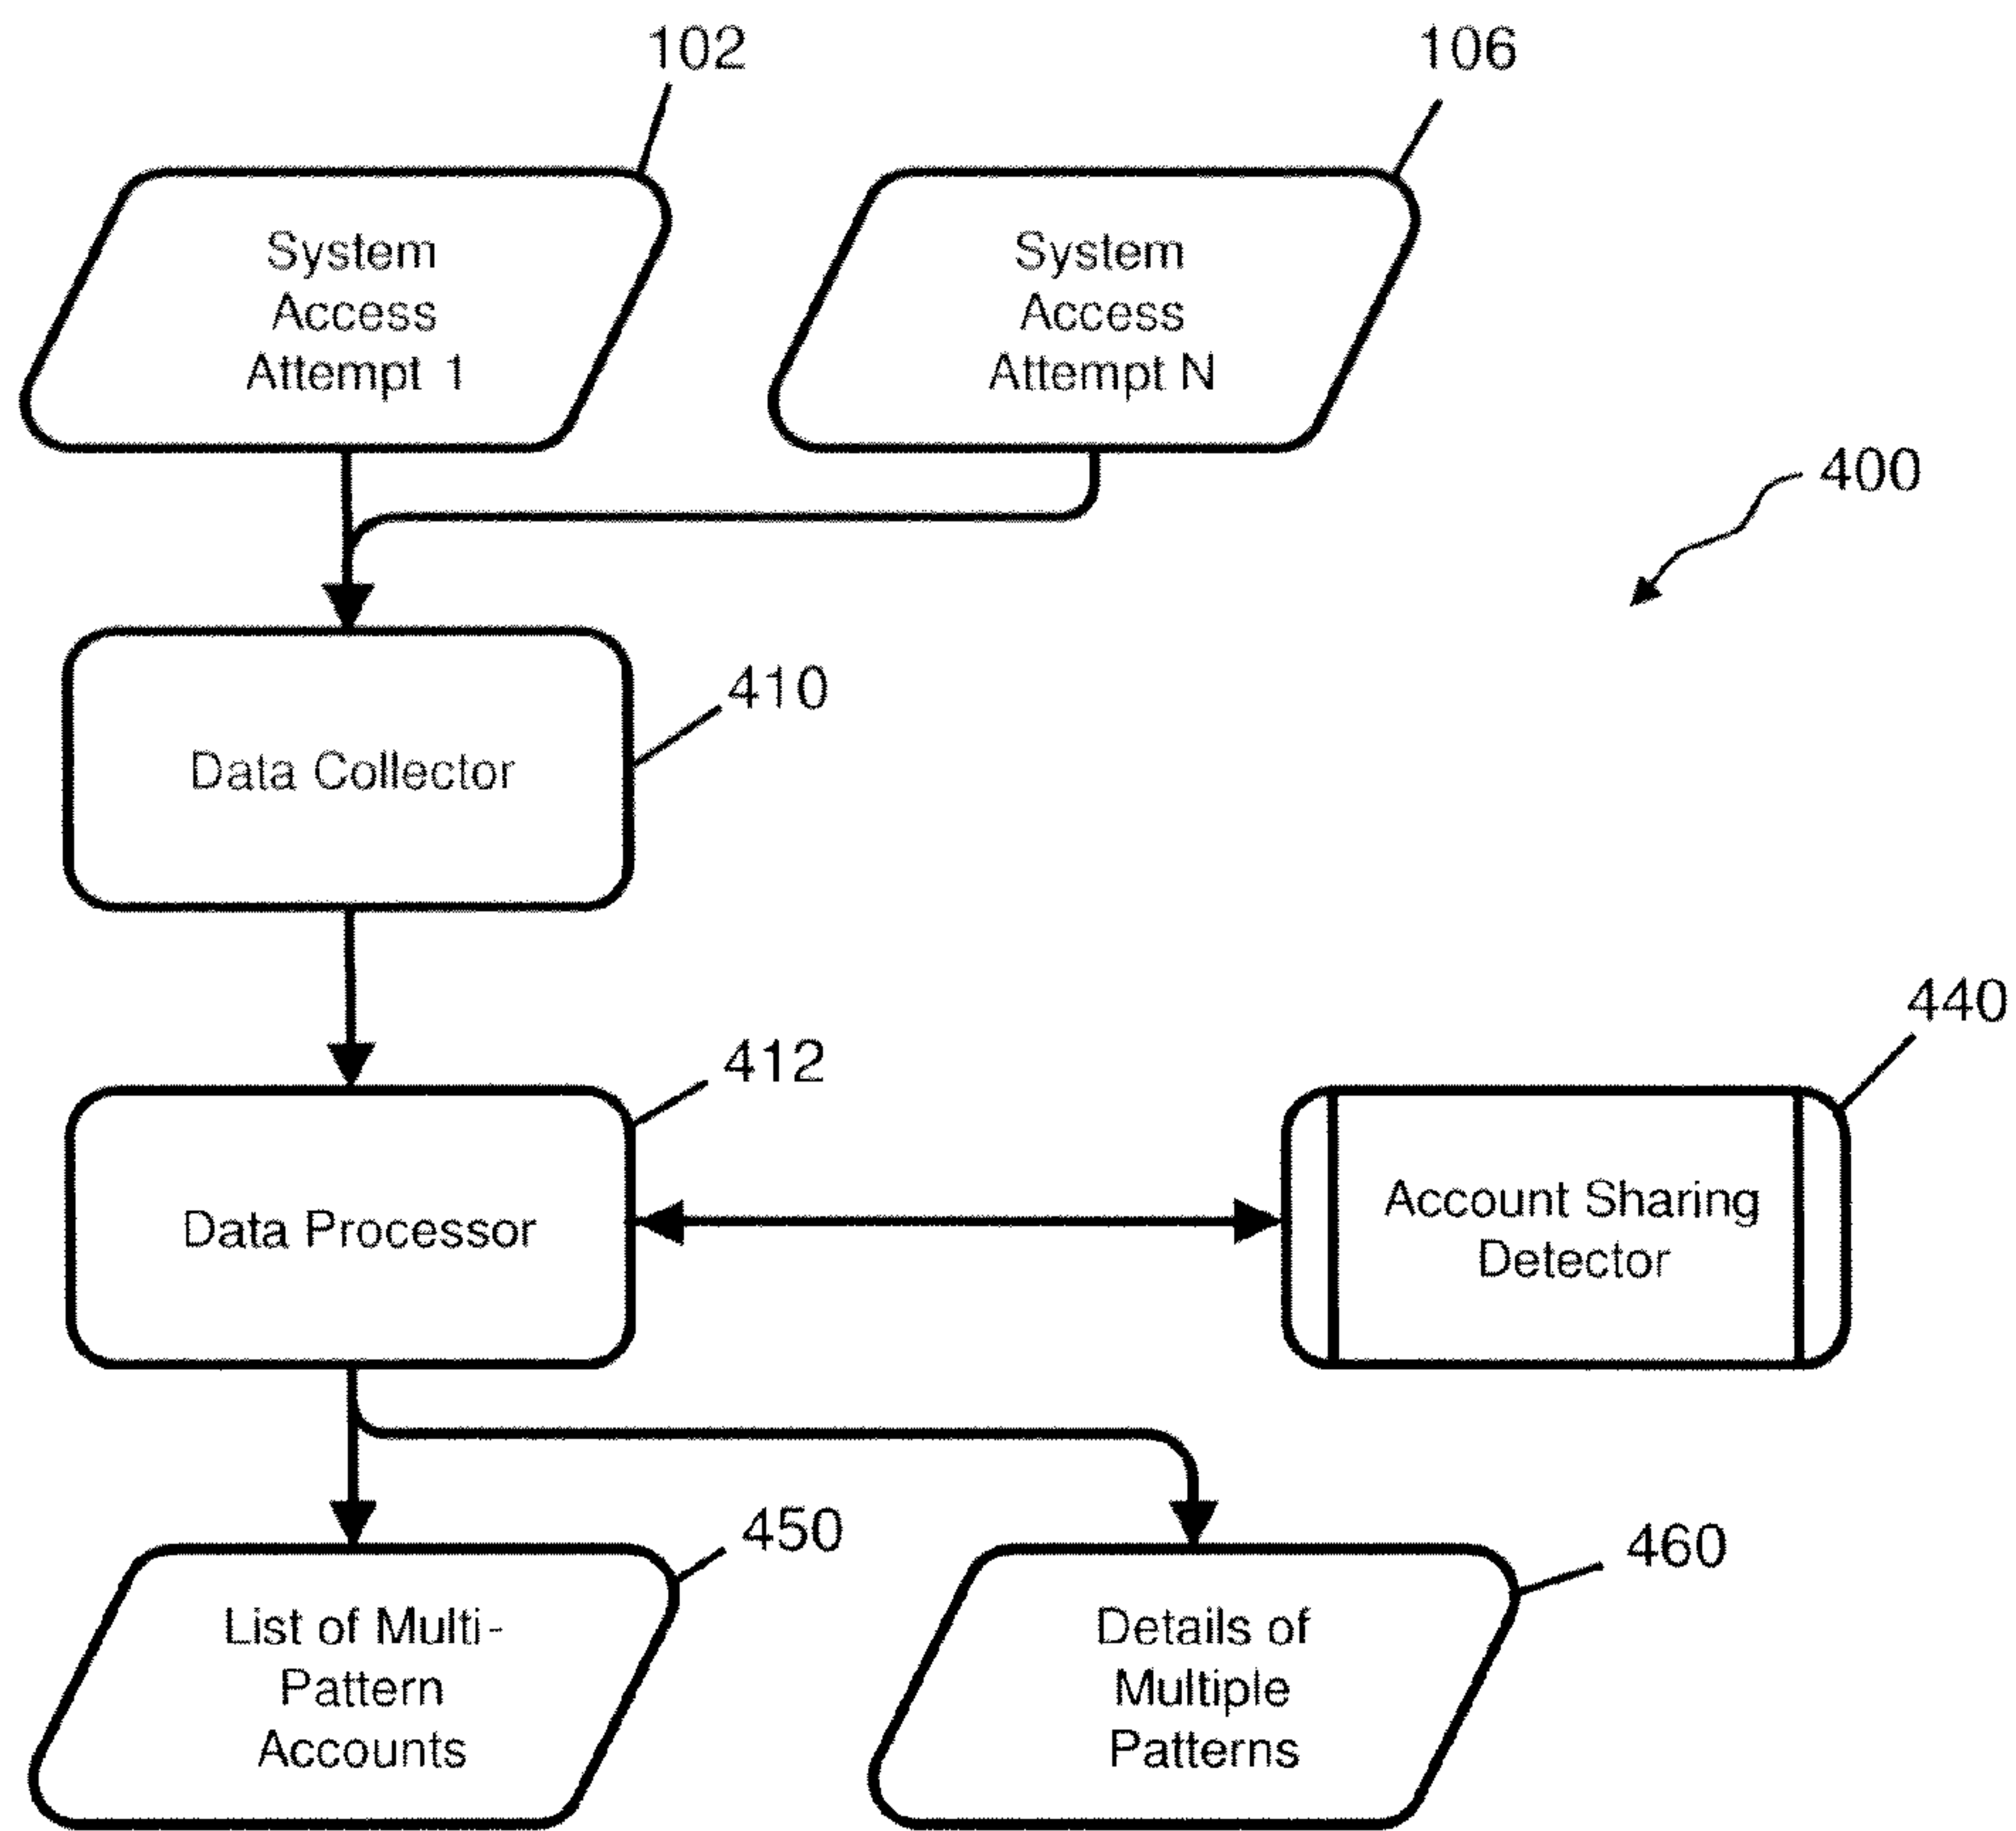 102
106
System
Access
Attempt 1
System
Access
Attempt N
400
410
Data Collector
440
412
Data Processor
Account Sharing
Detector
450
460
List of Multi-
Pattern
Accounts
Details of
Multiple
Patterns